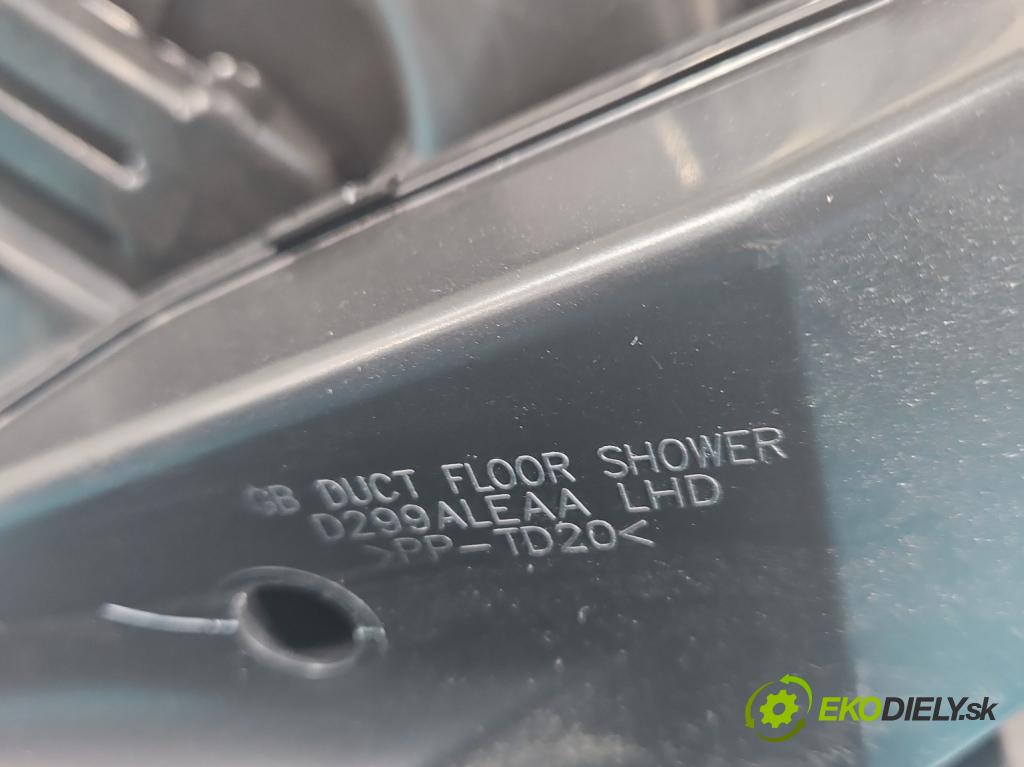 GB DUCT FLOOR SHOWER
D299ALEAA LHD
>PP-TD20<
EKODIELY.sk